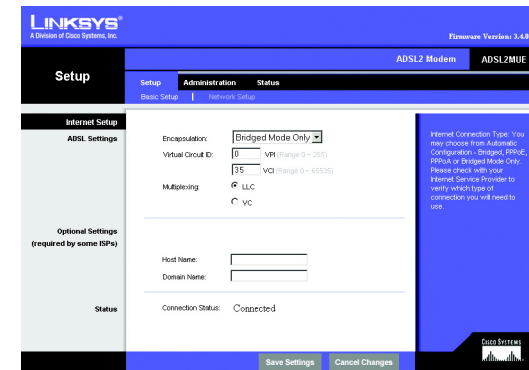 LINKSYS®
A Division of Cisco Systems, Inc.
Firmware Version: 3.4.0
ADSL2 Modem
ADSL2MUE
Setup
Setup Administration Status
Basic Setup | Network Setup
Internet Setup
ADSL Settings
Encapsulation: Bridged Mode Only
Virtual Circuit ID: 0 VPI (Range 0 ~ 255)
35 VCI (Range 0 ~ 65535)
Multiplexing: LLC
VC
Internet Connection Type: You
may choose from Automatic
Configuration - Bridged, PPPoE,
PPPoA or Bridged Mode Only.
Please check with your
Internet Service Provider to
verify which type of
connection you will need to
use.
Optional Settings
(required by some ISPs)
Host Name:
Domain Name:
Status
Connection Status: Connected
Save Settings Cancel Changes
CISCO SYSTEMS